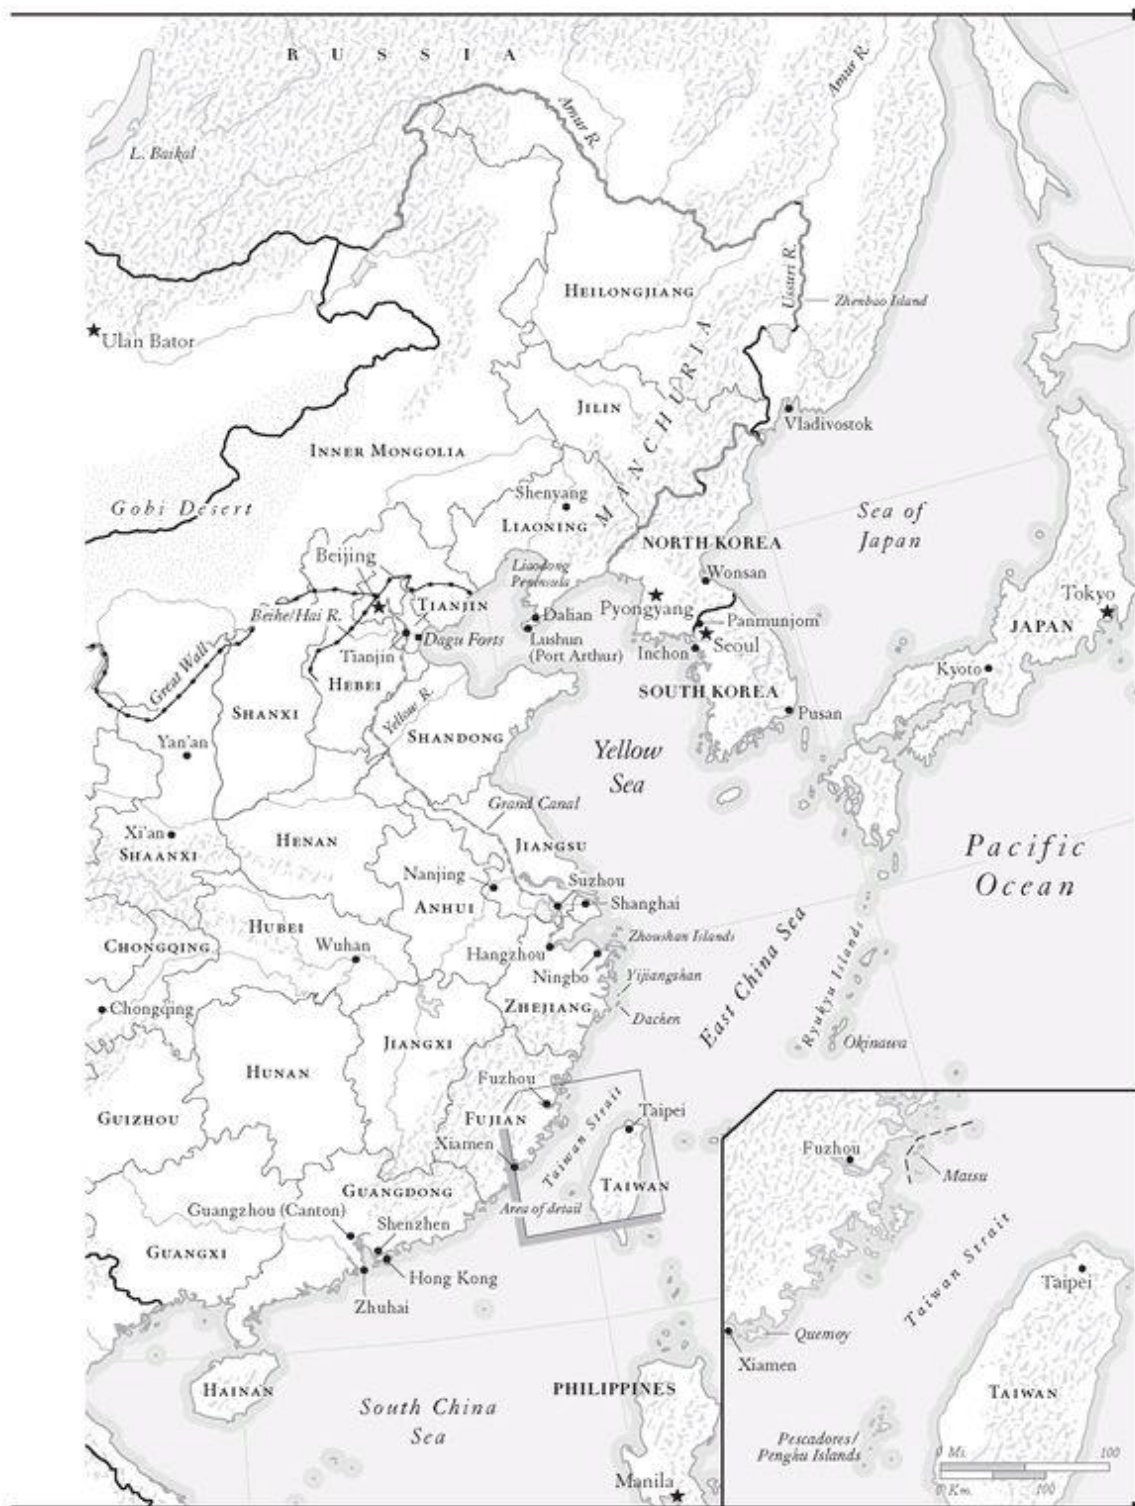 RUSSIA
Amur R.
Amur R.
L. Baikal
HEILONGJIANG
Ussuri R.
Zhenbao Island
Ulan Bator
JILIN
MANCHURIA
Vladivostok
INNER MONGOLIA
Gobi Desert
Shenyang
LIAONING
Sea of
Japan
NORTH KOREA
Beijing
Liaodong
Peninsula
Wonsan
Beihe/Hai R.
TIANJIN
Dalian
Pyongyang
Panmunjom
Tokyo
JAPAN
Dagu Forts
Lushun
(Port Arthur)
Tianjin
Inchon
Seoul
Great Wall
HEBEI
Kyoto
SHANXI
Yellow R.
SOUTH KOREA
Pusan
Yan'an
SHANDONG
Yellow
Sea
Grand Canal
Xi'an
SHAANXI
HENAN
JIANGSU
Pacific
Ocean
Nanjing
Suzhou
ANHUI
Shanghai
HUBEI
Zhoushan Islands
CHONGQING
Wuhan
Hangzhou
Ningbo
Yijiangshan
East China Sea
Ryukyu Islands
Chongqing
ZHEJIANG
Dachen
JIANGXI
Okinawa
HUNAN
Fuzhou
GUIZHOU
FUJIAN
Taiwan Strait
Taipei
Xiamen
GUANGDONG
TAIWAN
Area of detail
Guangzhou (Canton)
Shenzhen
GUANGXI
Hong Kong
Zhuhai
HAINAN
PHILIPPINES
South China
Sea
Manila
Fuzhou
Matsu
Taiwan Strait
Taipei
Quemoy
Xiamen
TAIWAN
Pescadores/
Penghu Islands
0 Mi. 100
0 Km. 100